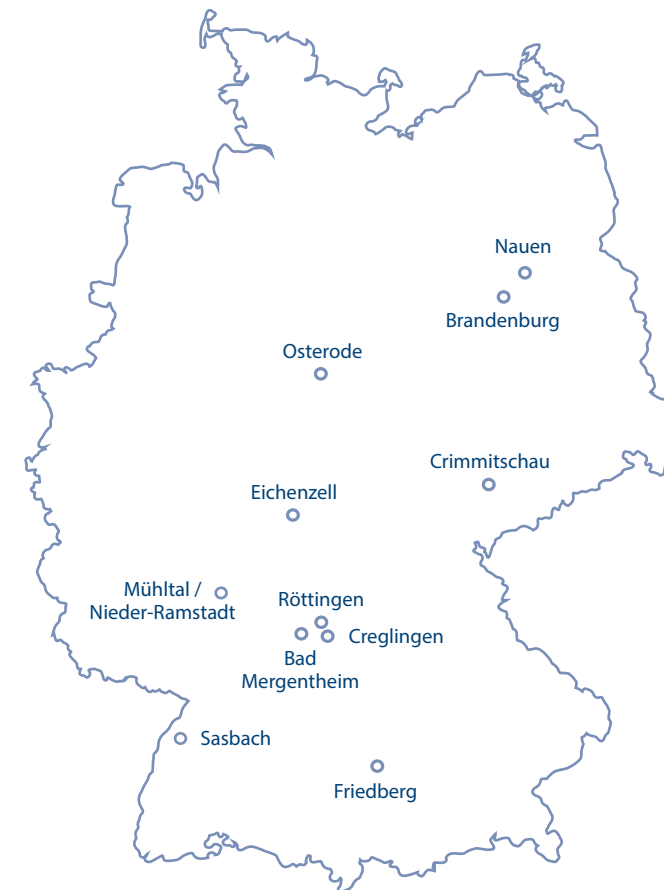 Nauen
Brandenburg
Osterode
Crimmitschau
Eichenzell
Mühltal /
Nieder-Ramstadt
Röttingen
Creglingen
Bad
Mergentheim
Sasbach
Friedberg